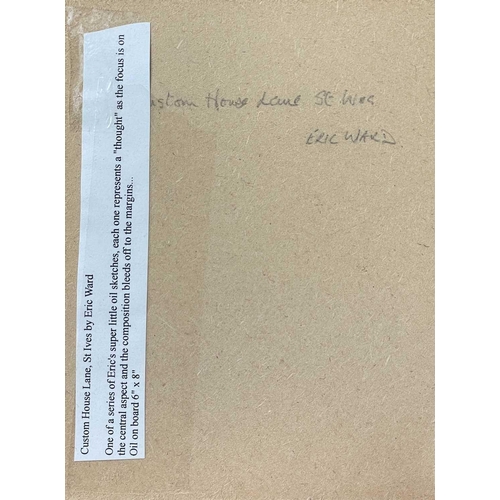 Custom House Lane, St Ives by Eric Ward
One of a series of Eric's super little oil sketches, each one represents a "thought" as the focus is on
the central aspect and the composition bleeds off to the margins...
Oil on board 6" x 8"
ustom House Lane St Ives
ERIC WARD